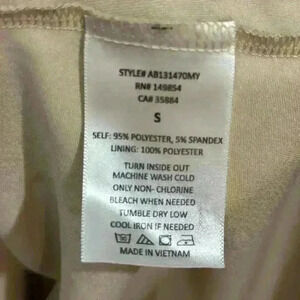 STYLE# AB131470MY
RN# 149854
CA# 35884
S
SELF: 95% POLYESTER, 5% SPANDEX
LINING: 100% POLYESTER
TURN INSIDE OUT
MACHINE WASH COLD
ONLY NON- CHLORINE
BLEACH WHEN NEEDED
TUMBLE DRY LOW
COOL IRON IF NEEDED
MADE IN VIETNAM